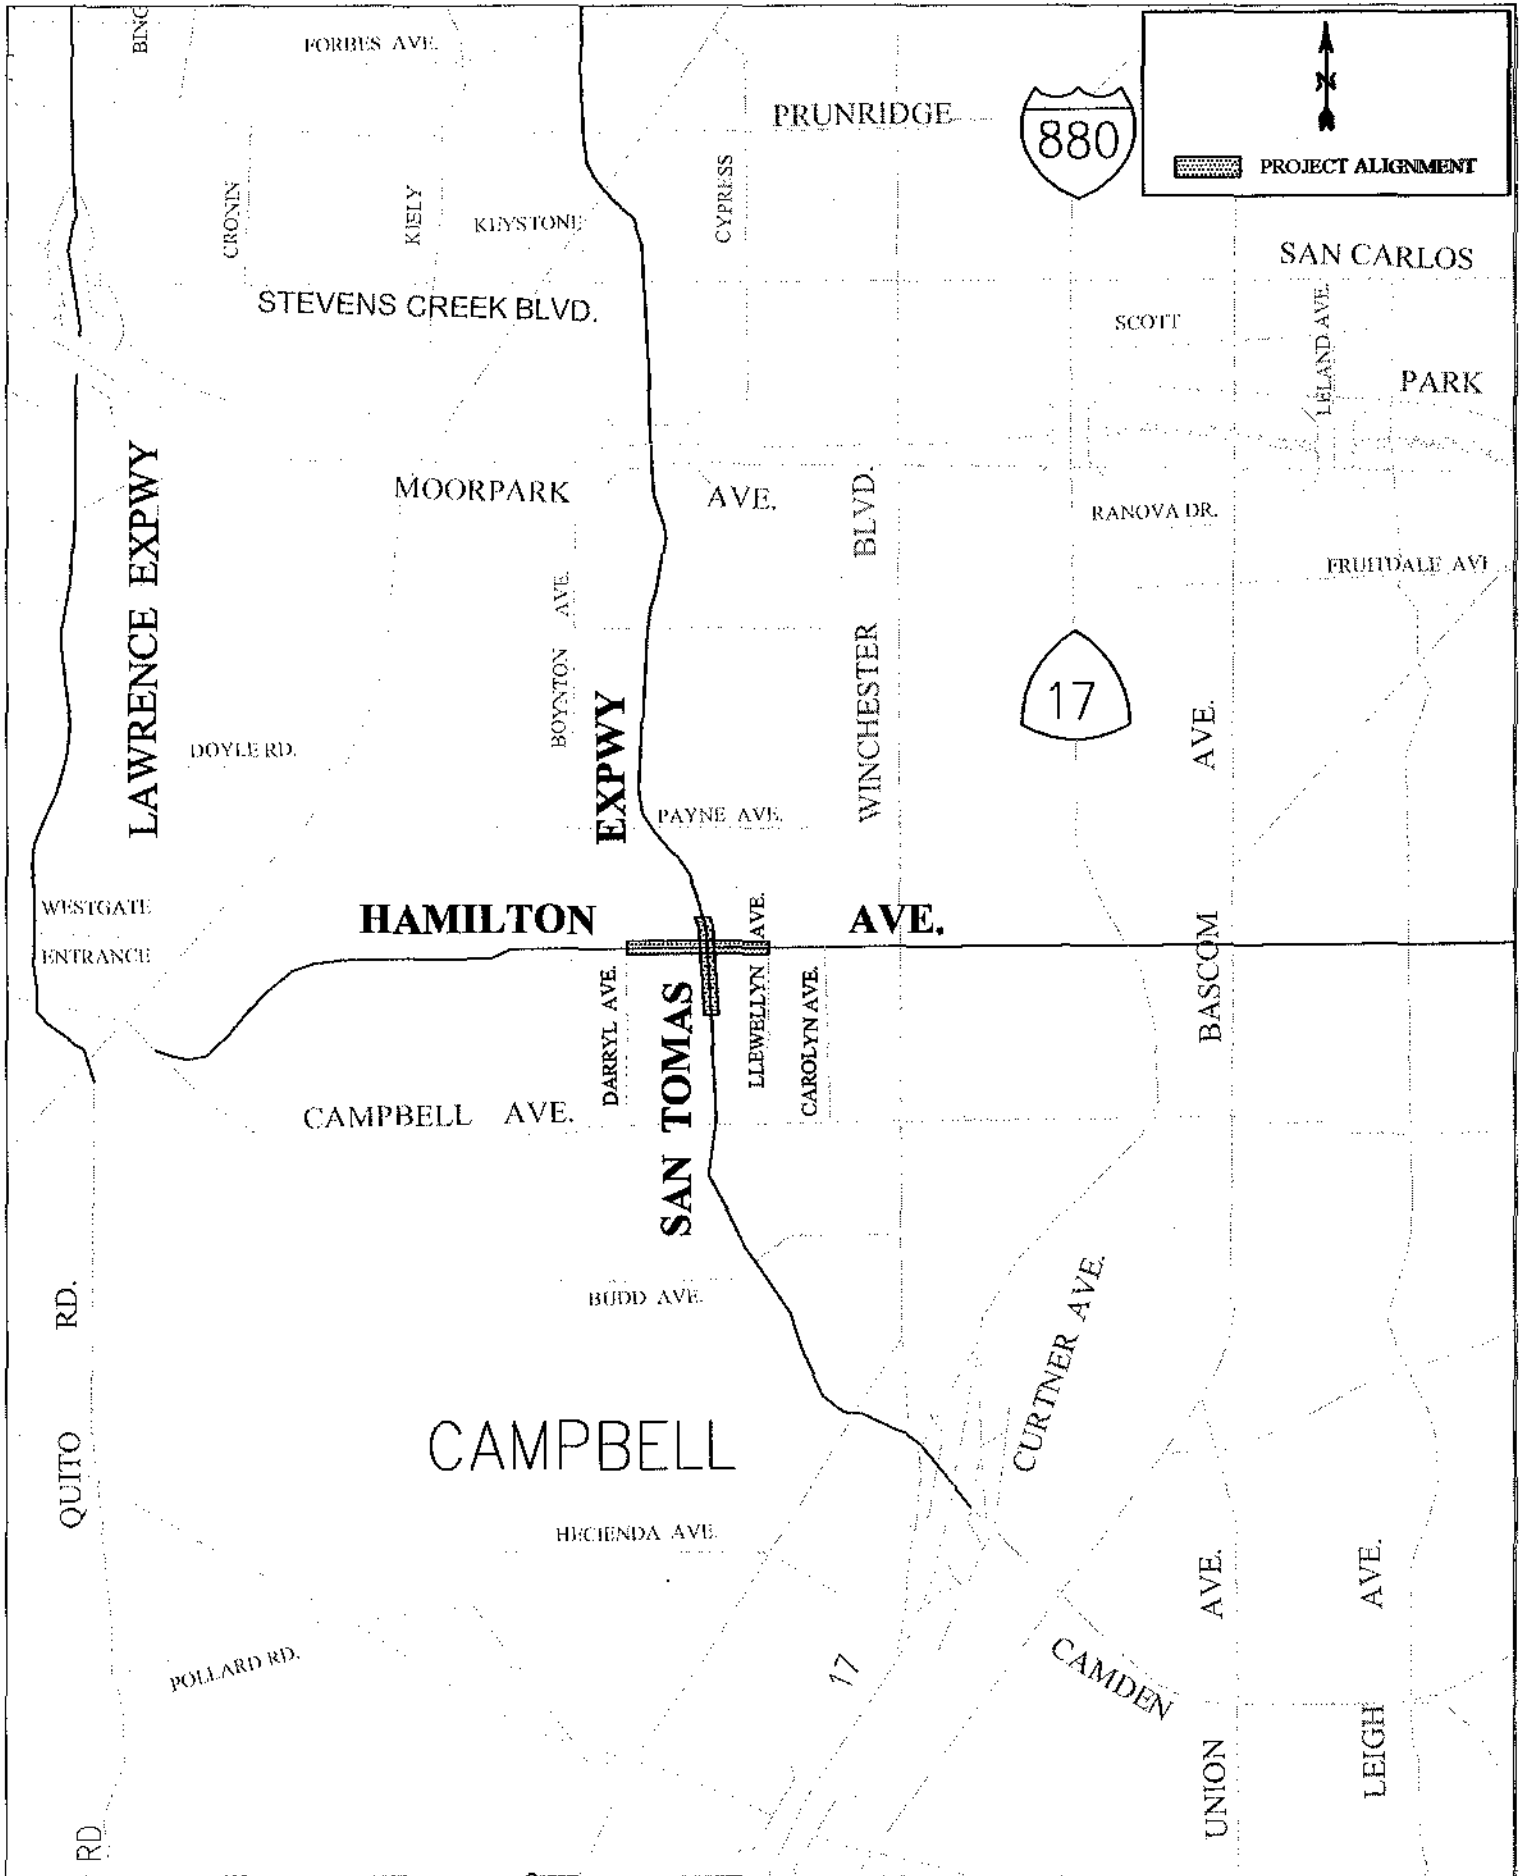 BING
FORBES AVE.
N
PROJECT ALIGNMENT
PRUNRIDGE
880
CRONIN
KIELY
KEYSTONE
CYPRESS
SAN CARLOS
STEVENS CREEK BLVD.
SCOTT
LELAND AVE.
PARK
LAWRENCE EXPWY
MOORPARK AVE.
WINCHESTER BLVD.
RANOVA DR.
FRUITDALE AVE
BOYNTON AVE.
17
DOYLE RD.
SAN TOMAS EXPWY
PAYNE AVE.
BASCOM AVE.
WESTGATE
ENTRANCE
HAMILTON AVE.
DARRYL AVE.
LLEWELLYN AVE.
CAROLYN AVE.
CAMPBELL AVE.
QUITO RD.
BUDD AVE.
CURTNER AVE.
CAMPBELL
HECIENDA AVE.
POLLARD RD.
17
CAMDEN
UNION AVE.
LEIGH AVE.
RD